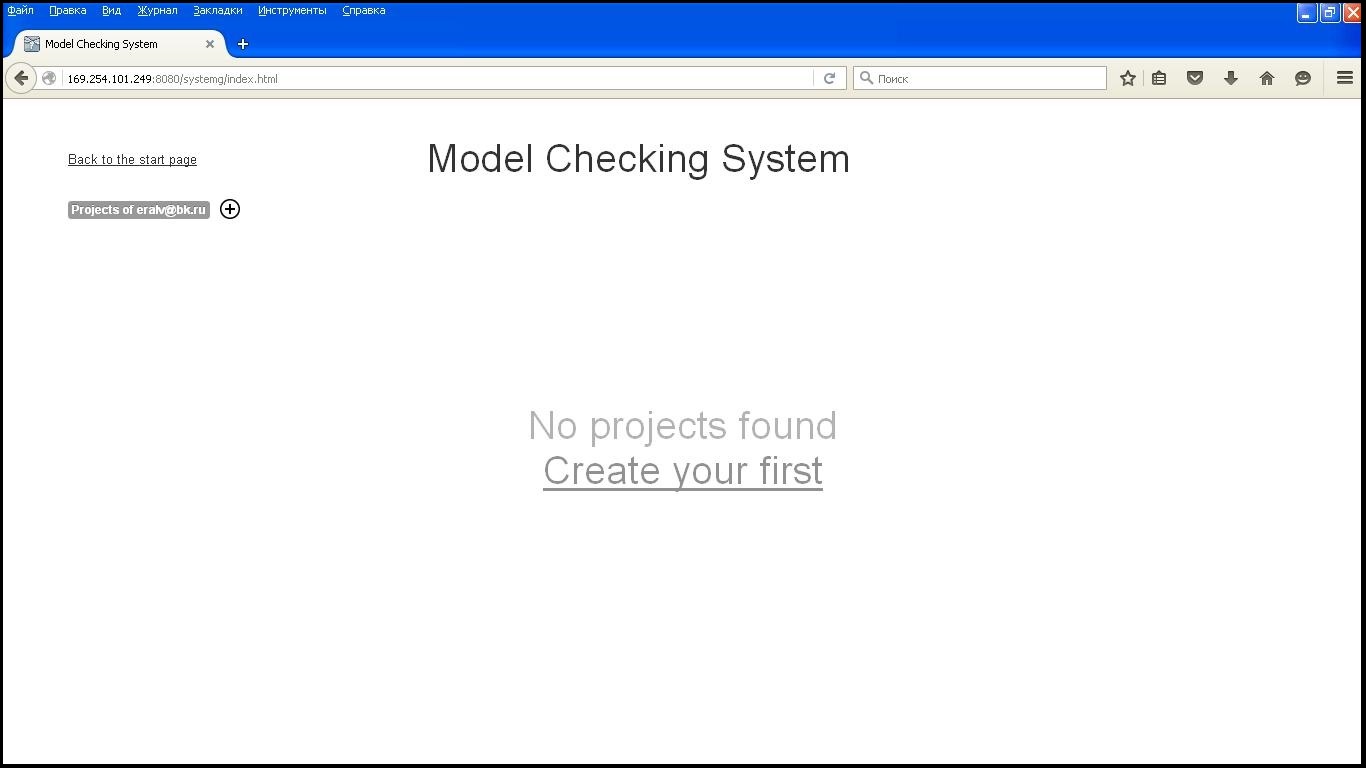 Файл Правка Вид Журнал Закладки Инструменты Справка
Model Checking System
169.254.101.249:8080/systemg/index.html
Поиск
Back to the start page
Model Checking System
Projects of eralv@bk.ru
No projects found
Create your first